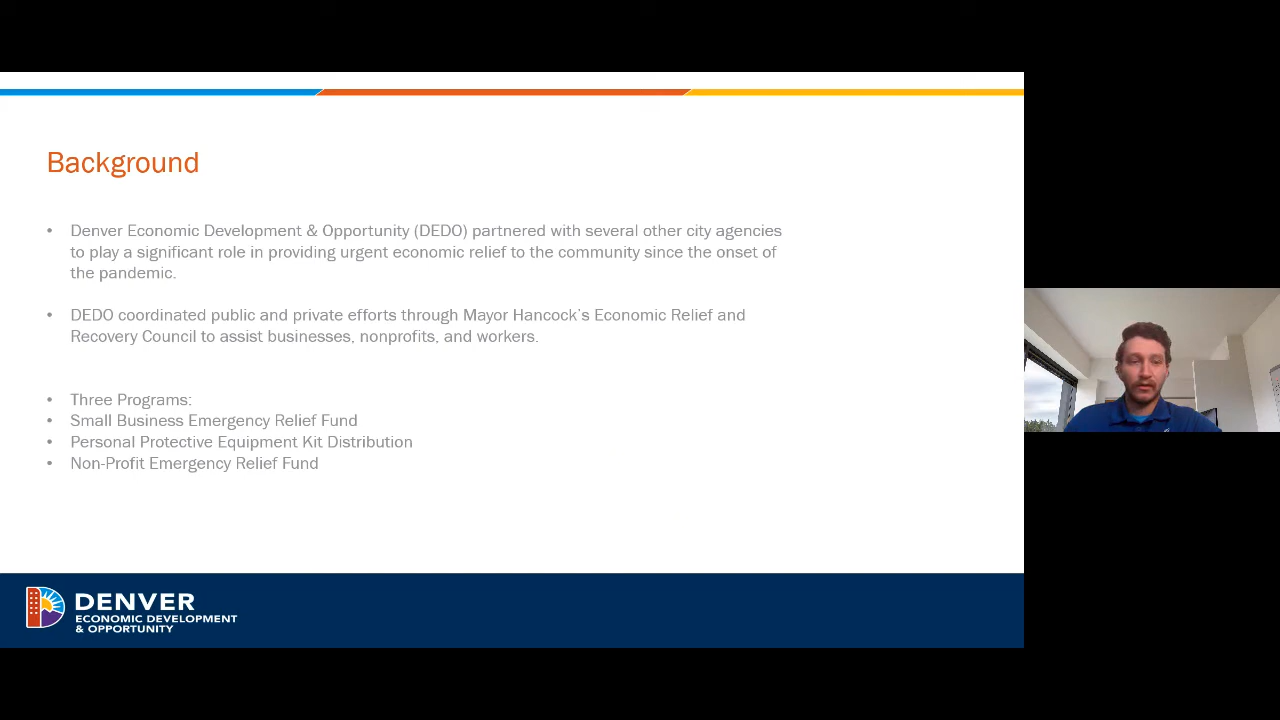 Background
• Denver Economic Development & Opportunity (DEDO) partnered with several other city agencies
to play a significant role in providing urgent economic relief to the community since the onset of
the pandemic.
• DEDO coordinated public and private efforts through Mayor Hancock's Economic Relief and
Recovery Council to assist businesses, nonprofits, and workers.
• Three Programs:
• Small Business Emergency Relief Fund
• Personal Protective Equipment Kit Distribution
• Non-Profit Emergency Relief Fund
DENVER
ECONOMIC DEVELOPMENT
& OPPORTUNITY